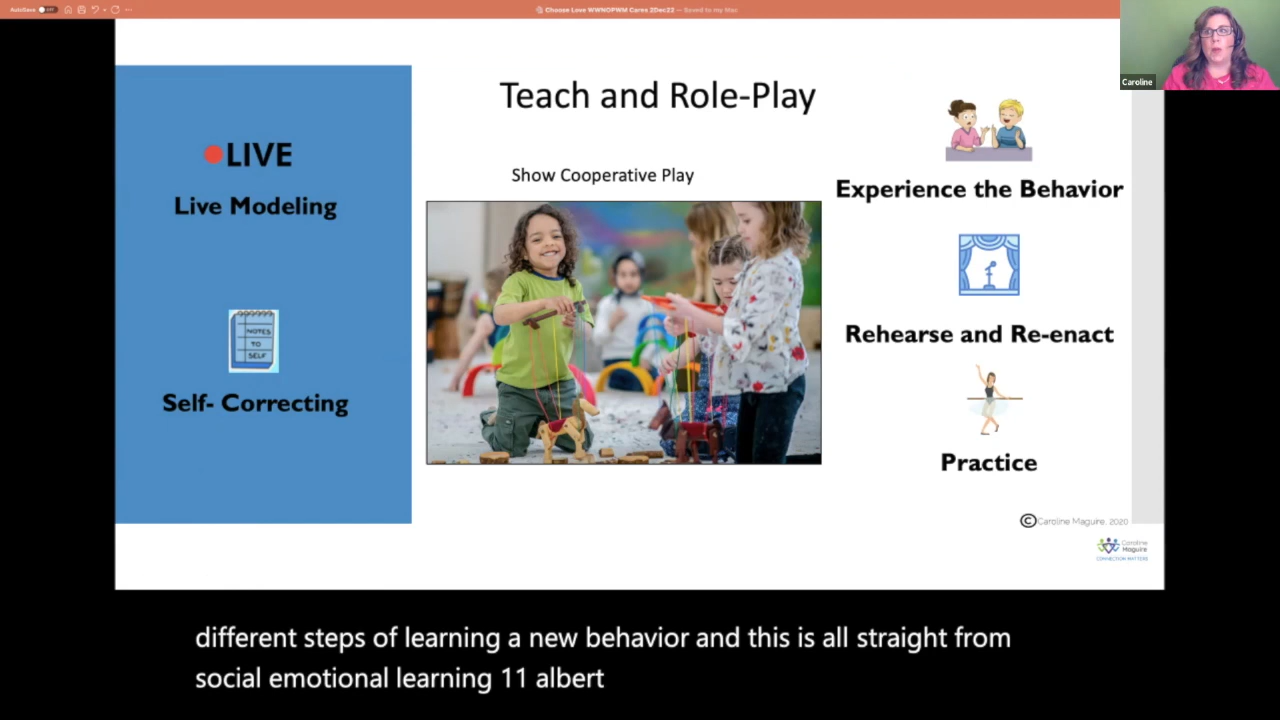 AutoSave OFF
Choose Love WWNOPWM Cares 2Dec22 — Saved to my Mac
Caroline
Teach and Role-Play
LIVE
Live Modeling
NOTES
TO
SELF
Self- Correcting
Show Cooperative Play
Experience the Behavior
Rehearse and Re-enact
Practice
©Caroline Maguire, 2020
Caroline
Maguire
CONNECTION MATTERS
different steps of learning a new behavior and this is all straight from
social emotional learning 11 albert